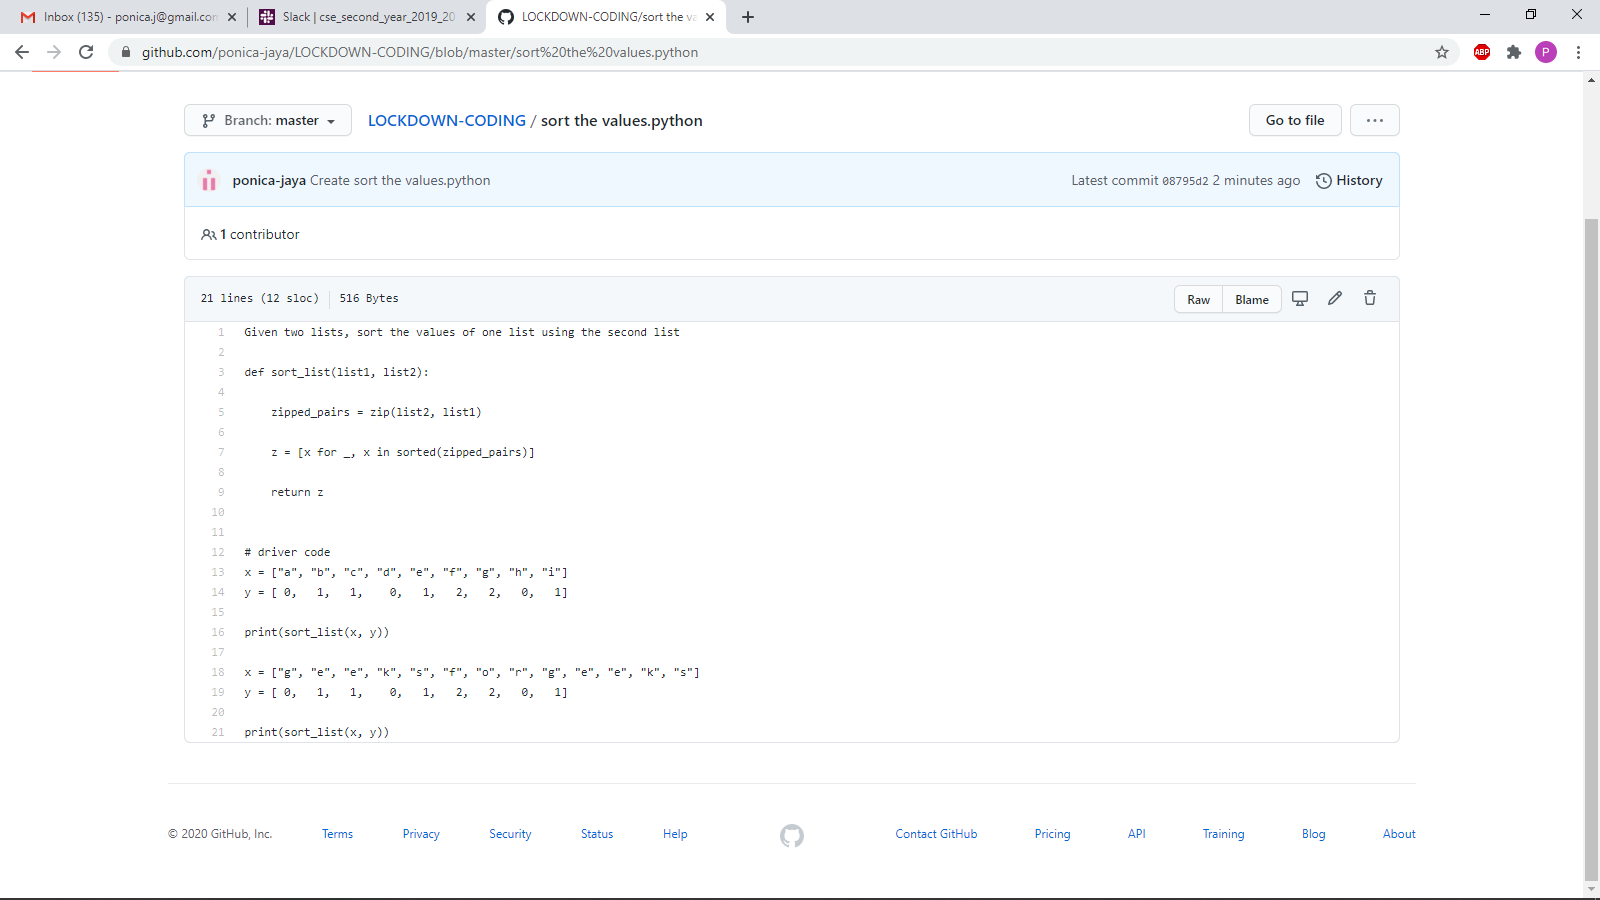 Inbox (135) - ponica.j@gmail.com
Slack | cse_second_year_2019_20
LOCKDOWN-CODING/sort the va
github.com/ponica-jaya/LOCKDOWN-CODING/blob/master/sort%20the%20values.python
ABP
P
Branch: master
LOCKDOWN-CODING / sort the values.python
Go to file
ponica-jaya Create sort the values.python
Latest commit 08795d2 2 minutes ago
History
1 contributor
21 lines (12 sloc)
516 Bytes
Raw
Blame
1 Given two lists, sort the values of one list using the second list
2
3 def sort_list(list1, list2):
4
5     zipped_pairs = zip(list2, list1)
6
7     z = [x for _, x in sorted(zipped_pairs)]
8
9     return z
10
11
12 # driver code
13 x = ["a", "b", "c", "d", "e", "f", "g", "h", "i"]
14 y = [ 0,   1,   1,    0,   1,   2,   2,   0,   1]
15
16 print(sort_list(x, y))
17
18 x = ["g", "e", "e", "k", "s", "f", "o", "r", "g", "e", "e", "k", "s"]
19 y = [ 0,   1,   1,    0,   1,   2,   2,   0,   1]
20
21 print(sort_list(x, y))
© 2020 GitHub, Inc.
Terms
Privacy
Security
Status
Help
Contact GitHub
Pricing
API
Training
Blog
About